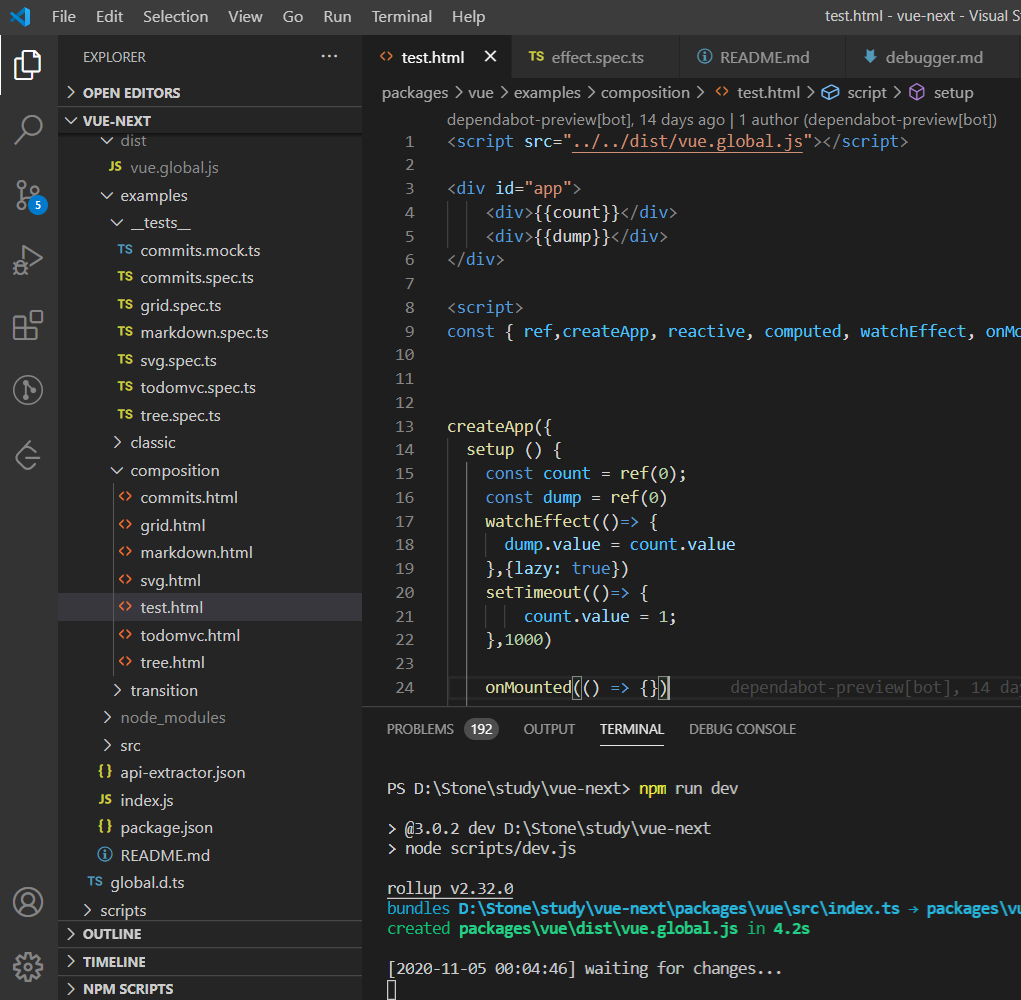 File Edit Selection View Go Run Terminal Help test.html - vue-next - Visual S
EXPLORER ···
OPEN EDITORS
VUE-NEXT
dist
JS vue.global.js
examples
__tests__
TS commits.mock.ts
TS commits.spec.ts
TS grid.spec.ts
TS markdown.spec.ts
TS svg.spec.ts
TS todomvc.spec.ts
TS tree.spec.ts
classic
composition
<> commits.html
<> grid.html
<> markdown.html
<> svg.html
<> test.html
<> todomvc.html
<> tree.html
transition
node_modules
src
{} api-extractor.json
JS index.js
{} package.json
README.md
TS global.d.ts
scripts
OUTLINE
TIMELINE
NPM SCRIPTS
5
<> test.html × TS effect.spec.ts README.md debugger.md
packages > vue > examples > composition > <> test.html > script > setup
dependabot-preview[bot], 14 days ago | 1 author (dependabot-preview[bot])
1 <script src="../../dist/vue.global.js"></script>
2
3 <div id="app">
4 <div>{{count}}</div>
5 <div>{{dump}}</div>
6 </div>
7
8 <script>
9 const { ref,createApp, reactive, computed, watchEffect, onMo
10
11
12
13 createApp({
14 setup () {
15 const count = ref(0);
16 const dump = ref(0)
17 watchEffect(()=> {
18 dump.value = count.value
19 },{lazy: true})
20 setTimeout(()=> {
21 count.value = 1;
22 },1000)
23
24 onMounted(() => {}) dependabot-preview[bot], 14 da
PROBLEMS 192 OUTPUT TERMINAL DEBUG CONSOLE
PS D:\Stone\study\vue-next> npm run dev
> @3.0.2 dev D:\Stone\study\vue-next
> node scripts/dev.js
rollup v2.32.0
bundles D:\Stone\study\vue-next\packages\vue\src\index.ts → packages\vu
created packages\vue\dist\vue.global.js in 4.2s
[2020-11-05 00:04:46] waiting for changes...